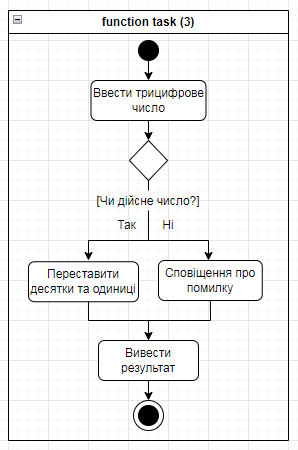 function task (3)
Ввести трицифрове
число
[Чи дійсне число?]
Так
Ні
Переставити
десятки та одиниці
Сповіщення про
помилку
Вивести
результат